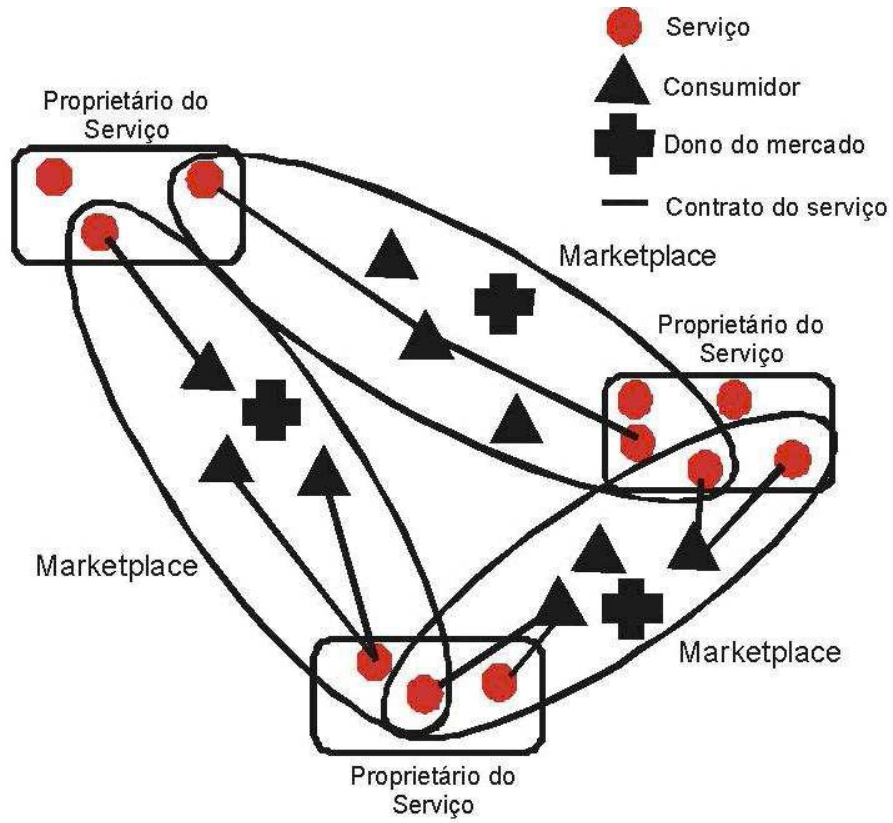 Serviço
Consumidor
Dono do mercado
Contrato do serviço
Proprietário do
Serviço
Marketplace
Proprietário do
Serviço
Marketplace
Marketplace
Proprietário do
Serviço